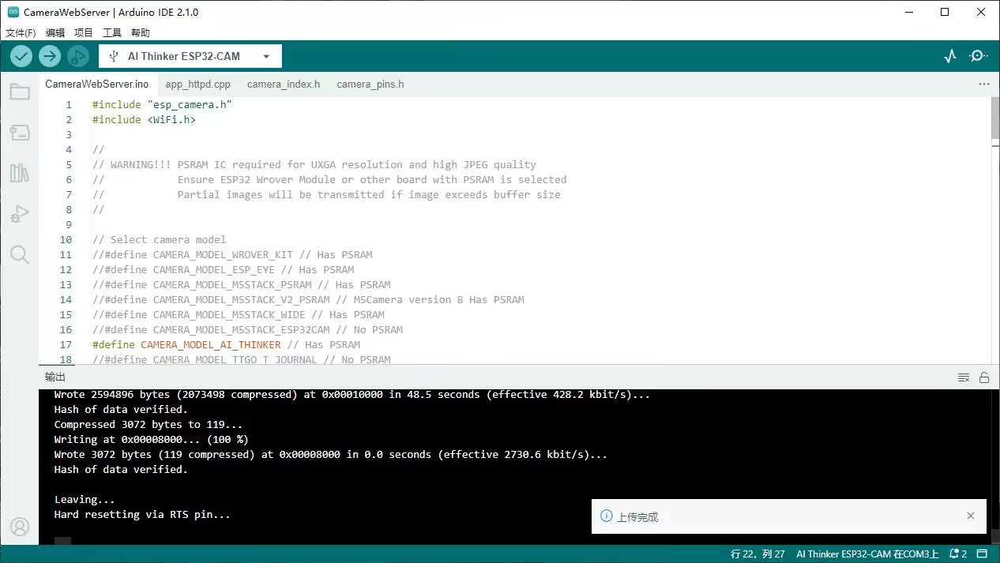 CameraWebServer | Arduino IDE 2.1.0
文件(F) 编辑 项目 工具 帮助
AI Thinker ESP32-CAM
CameraWebServer.ino app_httpd.cpp camera_index.h camera_pins.h ...
1 #include "esp_camera.h"
2 #include <WiFi.h>
3
4 //
5 // WARNING!!! PSRAM IC required for UXGA resolution and high JPEG quality
6 // Ensure ESP32 Wrover Module or other board with PSRAM is selected
7 // Partial images will be transmitted if image exceeds buffer size
8 //
9
10 // Select camera model
11 //#define CAMERA_MODEL_WROVER_KIT // Has PSRAM
12 //#define CAMERA_MODEL_ESP_EYE // Has PSRAM
13 //#define CAMERA_MODEL_M5STACK_PSRAM // Has PSRAM
14 //#define CAMERA_MODEL_M5STACK_V2_PSRAM // M5Camera version B Has PSRAM
15 //#define CAMERA_MODEL_M5STACK_WIDE // Has PSRAM
16 //#define CAMERA_MODEL_M5STACK_ESP32CAM // No PSRAM
17 #define CAMERA_MODEL_AI_THINKER // Has PSRAM
18 //#define CAMERA_MODEL_TTGO_T_JOURNAL // No PSRAM
输出
Wrote 2594896 bytes (2073498 compressed) at 0x00010000 in 48.5 seconds (effective 428.2 kbit/s)...
Hash of data verified.
Compressed 3072 bytes to 119...
Writing at 0x00008000... (100 %)
Wrote 3072 bytes (119 compressed) at 0x00008000 in 0.0 seconds (effective 2730.6 kbit/s)...
Hash of data verified.
Leaving...
Hard resetting via RTS pin...
上传完成
行 22，列 27 AI Thinker ESP32-CAM 在COM3上 2